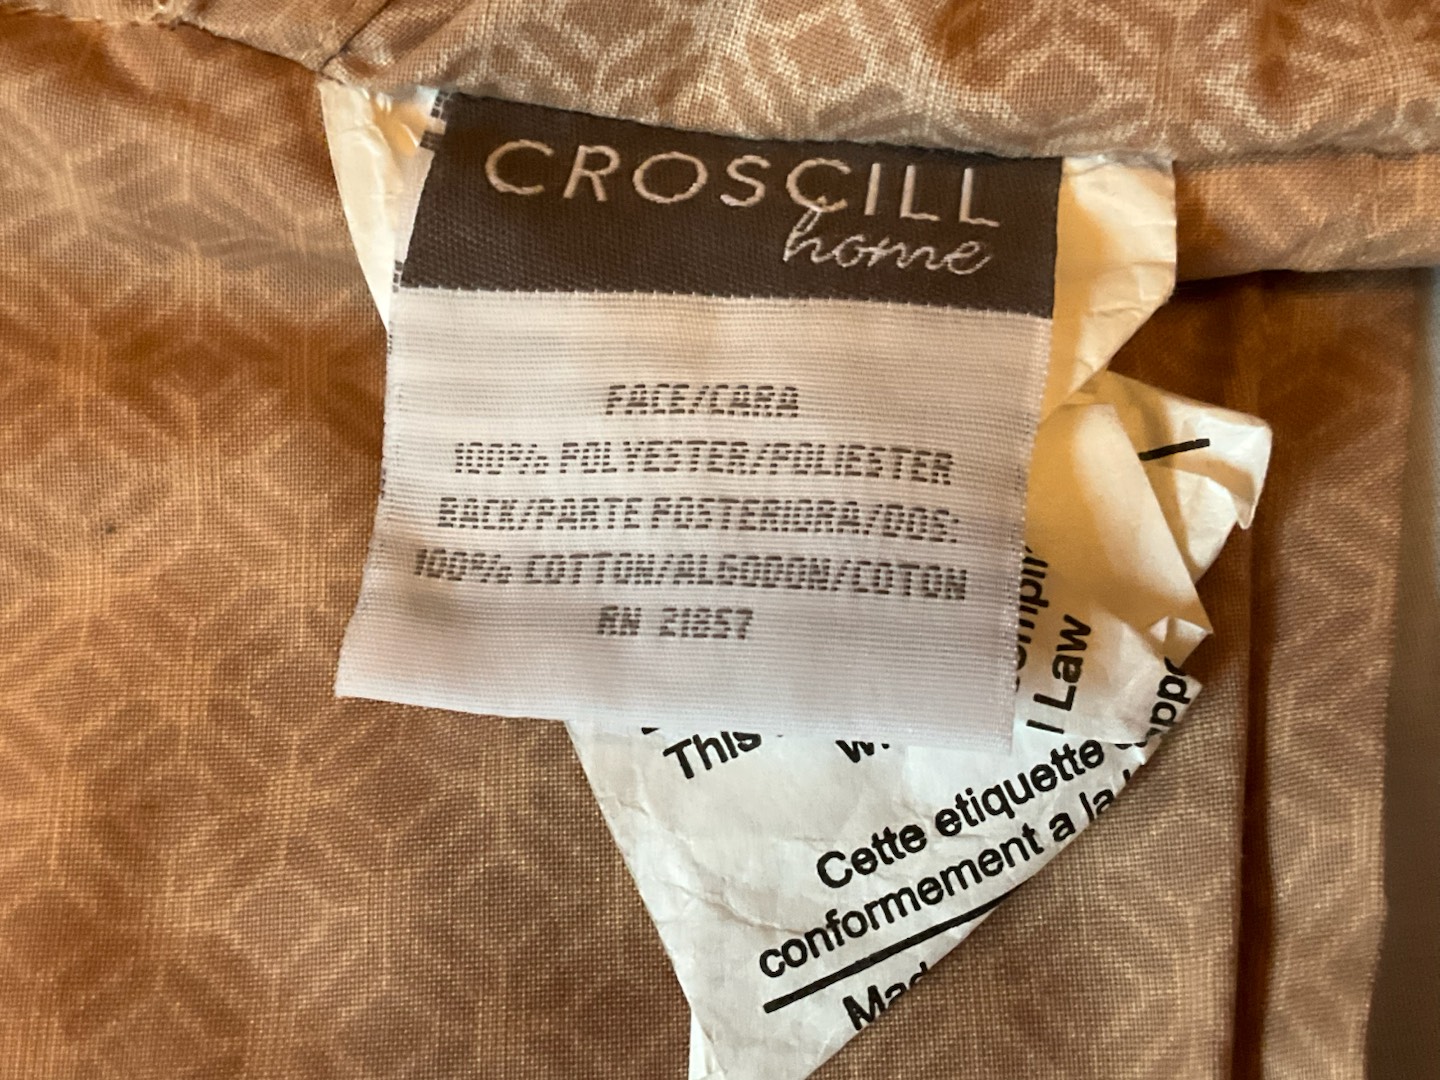 CROSCILL
home
FACE/CARA
100% POLYESTER/POLIESTER
BACK/PARTE POSTERIORA/DOS:
100% COTTON/ALGODON/COTON
RN 21857
l Law
This
Cette etiquette
conformement a la